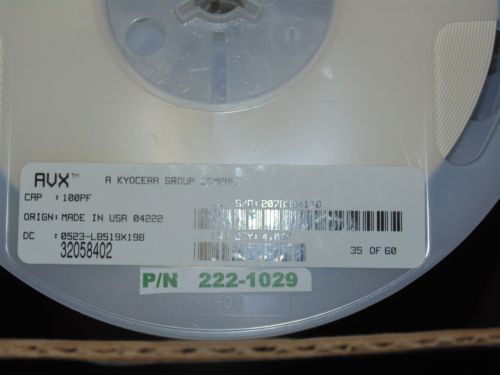 AVX™ A KYOCERA GROUP COMPANY
CAP : 100PF
ORIGN: MADE IN USA 04222
DC : 0523-L8519X198
32058402
35 OF 60
P/N 222-1029